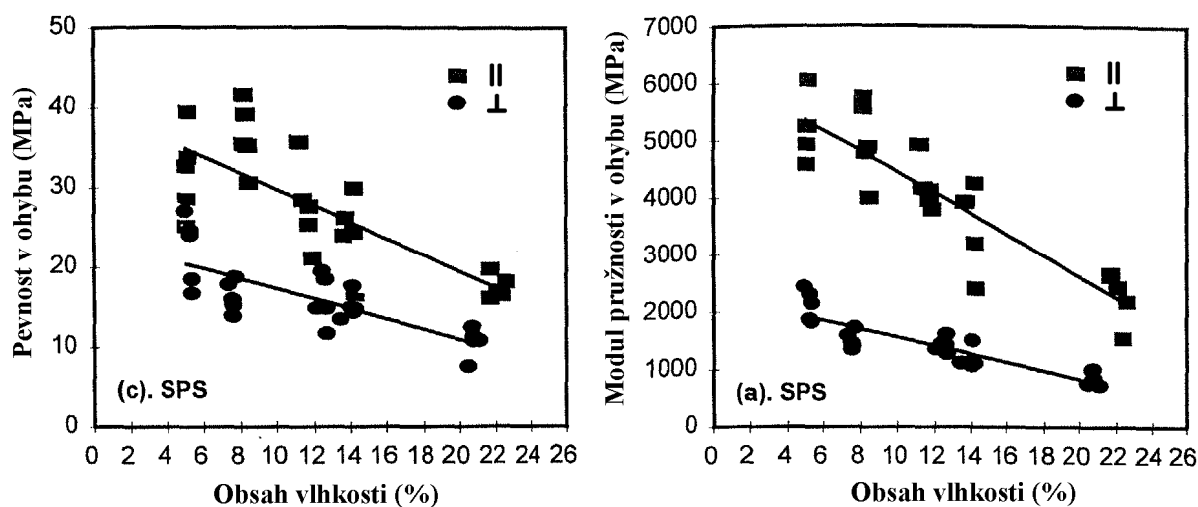 Pevnost v ohybu (MPa)
50
40
30
20
10
0
||
⊥
(c). SPS
0 2 4 6 8 10 12 14 16 18 20 22 24 26
Obsah vlhkosti (%)
Modul pružnosti v ohybu (MPa)
7000
6000
5000
4000
3000
2000
1000
0
||
⊥
(a). SPS
0 2 4 6 8 10 12 14 16 18 20 22 24 26
Obsah vlhkosti (%)